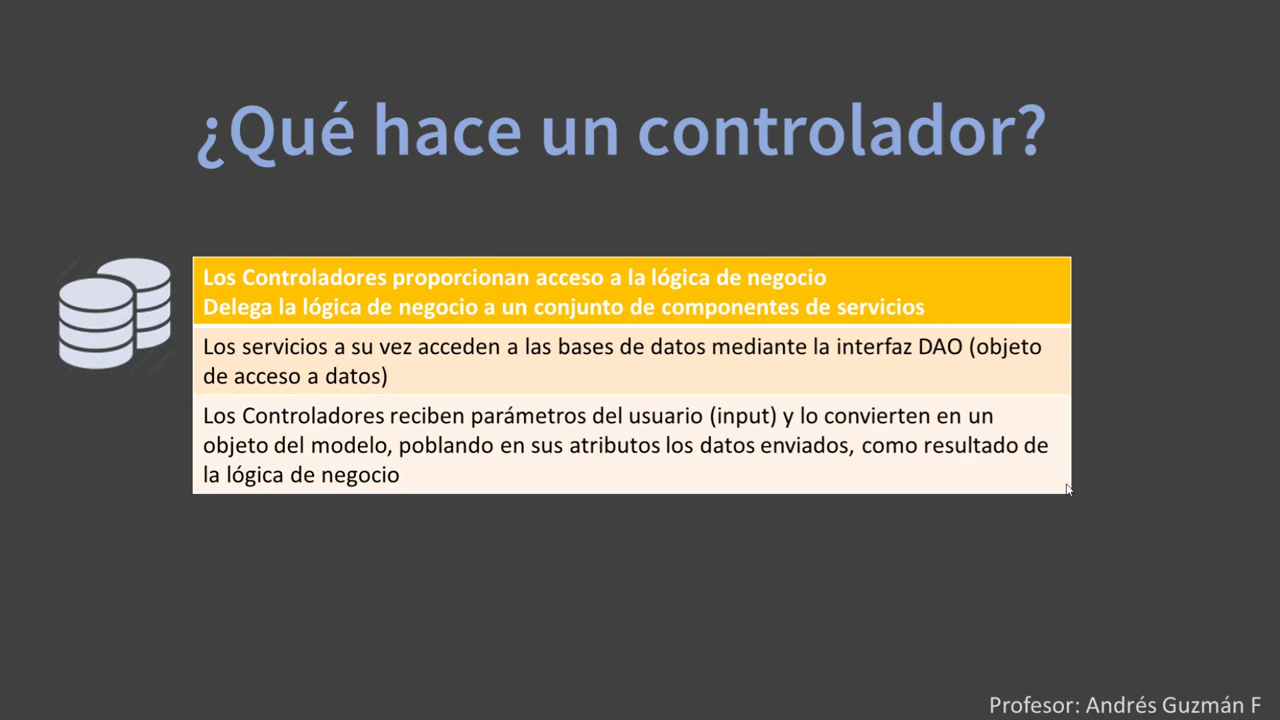 ¿Qué hace un controlador?
Los Controladores proporcionan acceso a la lógica de negocio
Delega la lógica de negocio a un conjunto de componentes de servicios
Los servicios a su vez acceden a las bases de datos mediante la interfaz DAO (objeto
de acceso a datos)
Los Controladores reciben parámetros del usuario (input) y lo convierten en un
objeto del modelo, poblando en sus atributos los datos enviados, como resultado de
la lógica de negocio
Profesor: Andrés Guzmán F